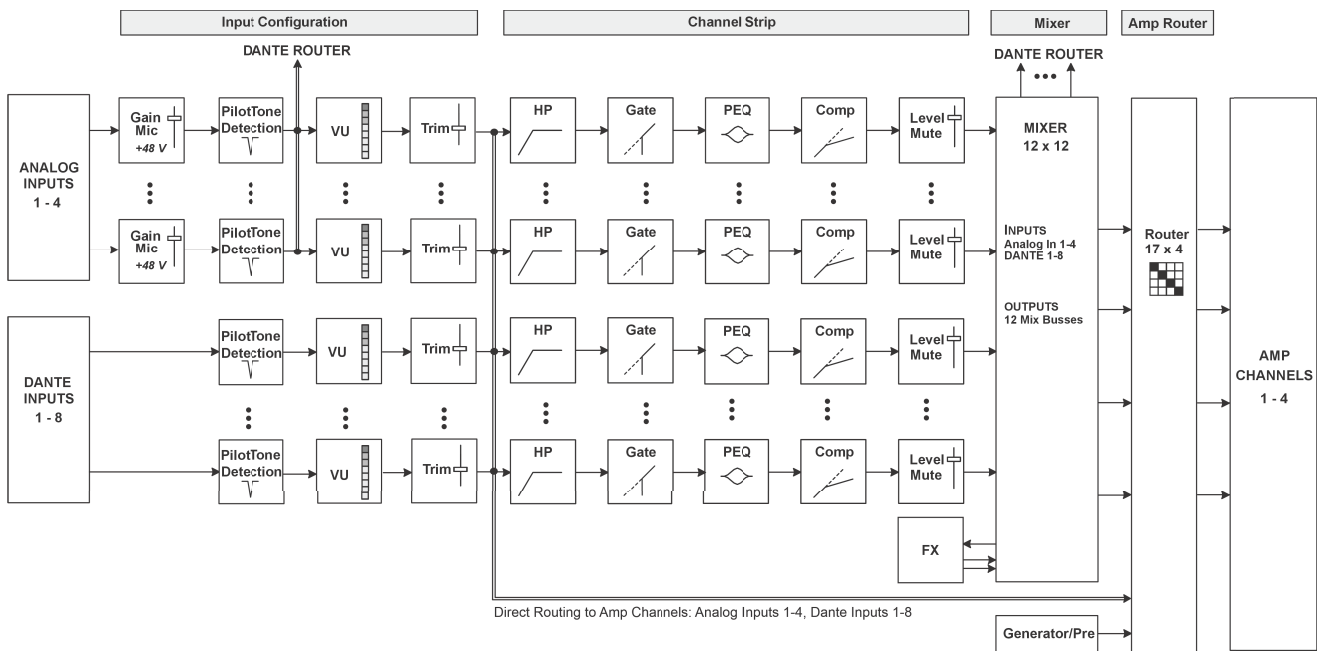 Input Configuration
Channel Strip
Mixer
Amp Router
DANTE ROUTER
DANTE ROUTER
ANALOG
INPUTS
1 - 4
Gain
Mic
+48 V
PilotTone
Detection
VU
Trim
HP
Gate
PEQ
Comp
Level
Mute
MIXER
12 x 12
Gain
Mic
+48 V
PilotTone
Detection
VU
Trim
HP
Gate
PEQ
Comp
Level
Mute
INPUTS
Analog In 1-4
DANTE 1-8
Router
17 x 4
OUTPUTS
12 Mix Busses
DANTE
INPUTS
1 - 8
PilotTone
Detection
VU
Trim
HP
Gate
PEQ
Comp
Level
Mute
AMP
CHANNELS
1 - 4
PilotTone
Detection
VU
Trim
HP
Gate
PEQ
Comp
Level
Mute
FX
Direct Routing to Amp Channels: Analog Inputs 1-4, Dante Inputs 1-8
Generator/Pre